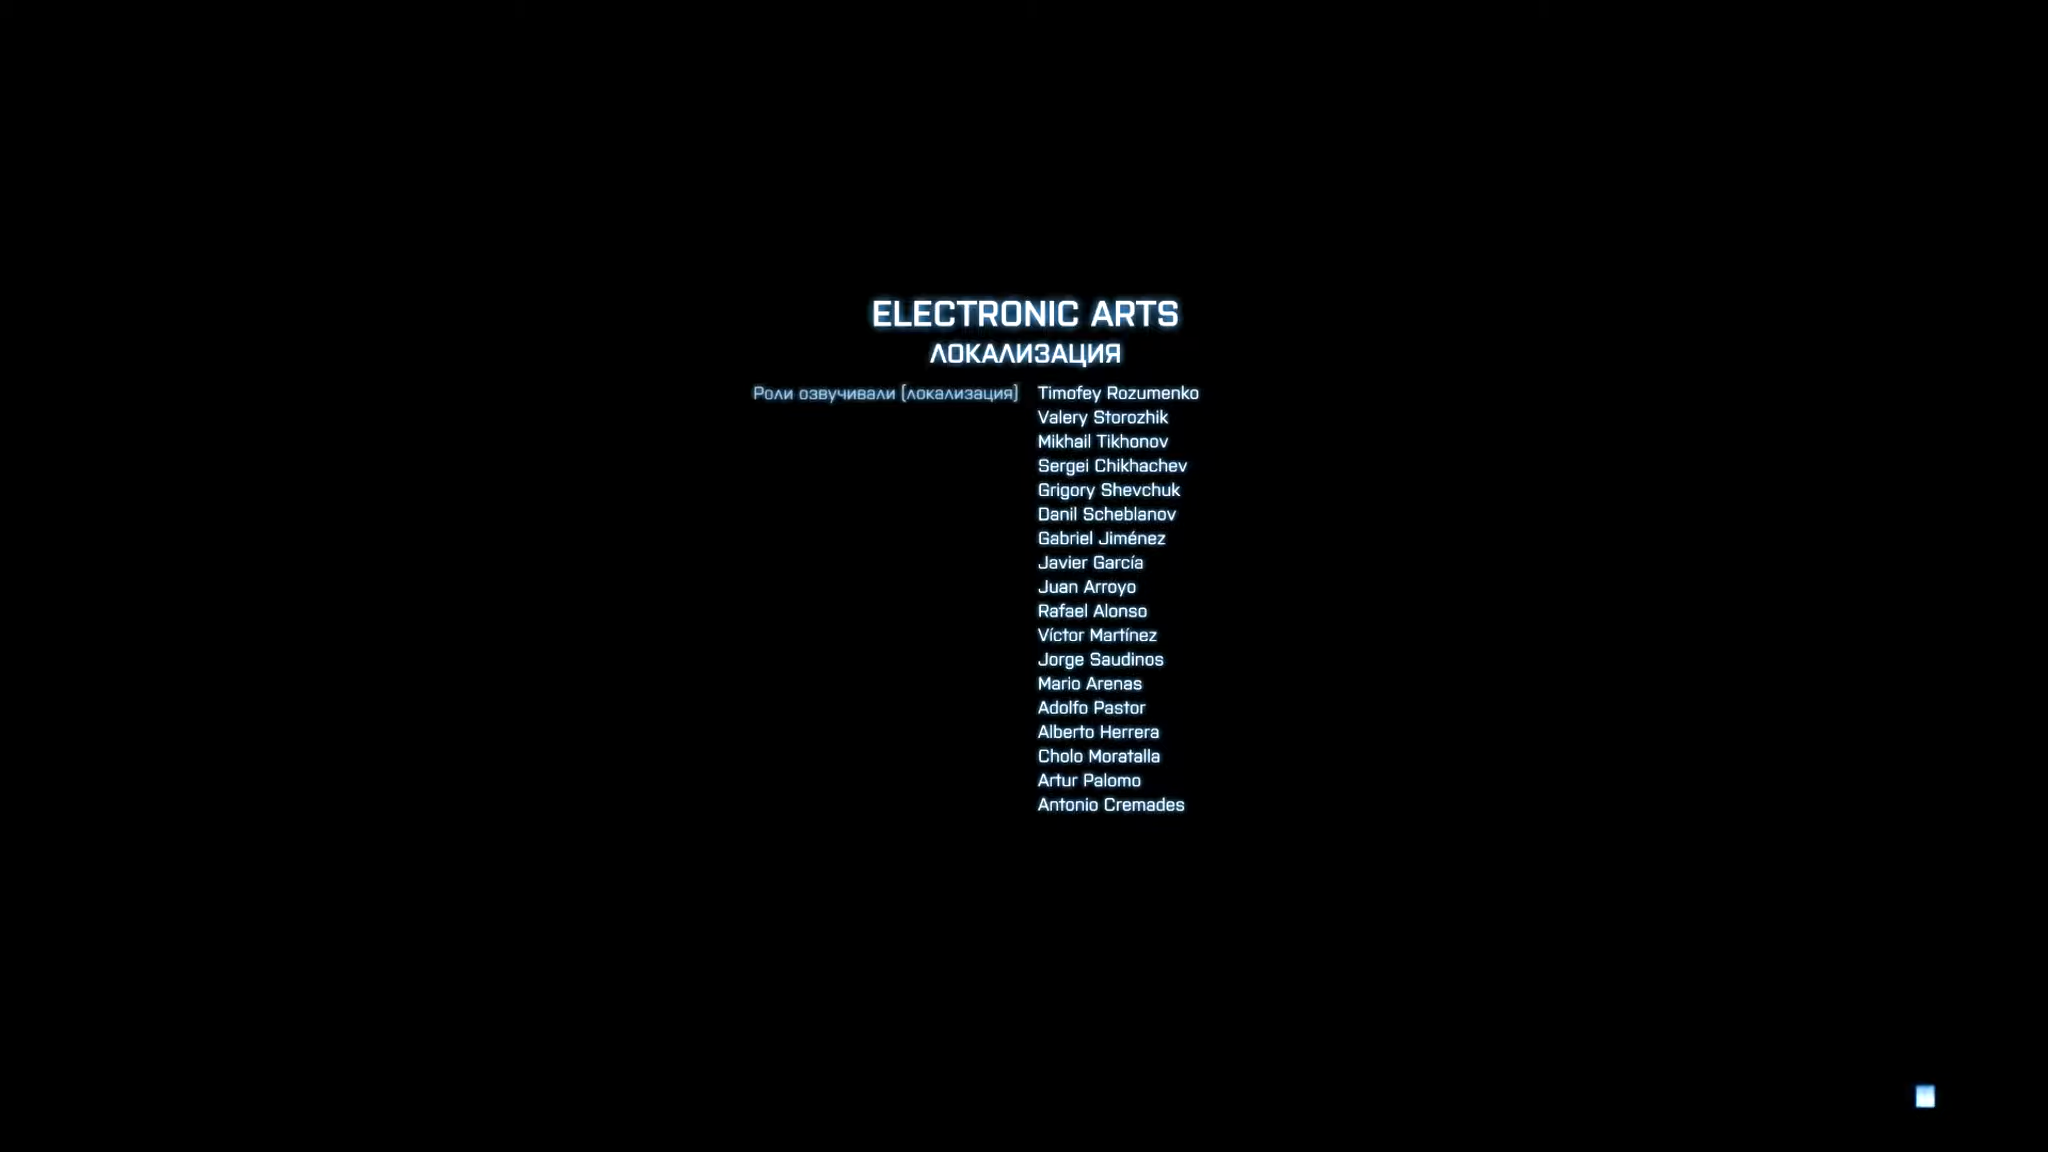 ELECTRONIC ARTS
ЛОКАЛИЗАЦИЯ
Роли озвучивали (локализация) Timofey Rozumenko
Valery Storozhik
Mikhail Tikhonov
Sergei Chikhachev
Grigory Shevchuk
Danil Scheblanov
Gabriel Jiménez
Javier García
Juan Arroyo
Rafael Alonso
Víctor Martínez
Jorge Saudinos
Mario Arenas
Adolfo Pastor
Alberto Herrera
Cholo Moratalla
Artur Palomo
Antonio Cremades